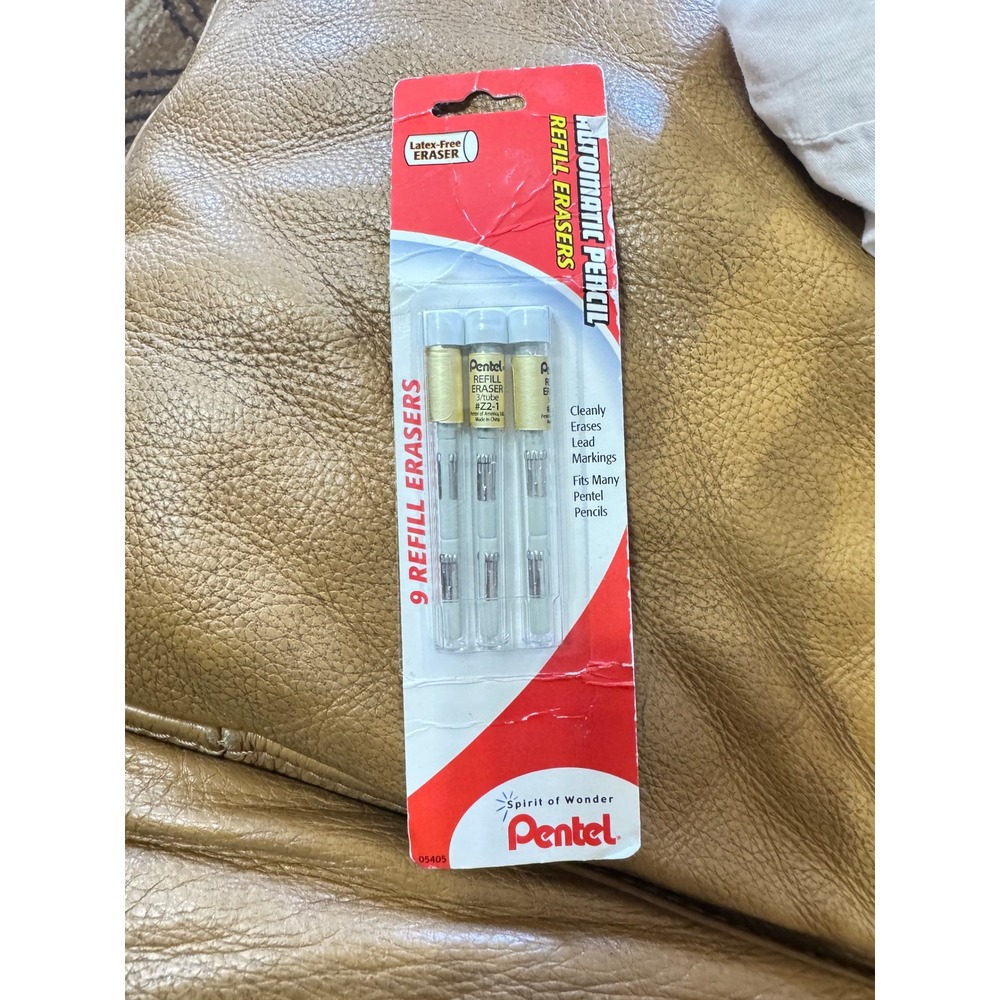 Latex-Free
ERASER
AUTOMATIC PENCIL
REFILL ERASERS
9 REFILL ERASERS
Pentel
REFILL
ERASER
3/tube
#Z2-1
Made in China
Cleanly
Erases
Lead
Markings
Fits Many
Pentel
Pencils
Spirit of Wonder
Pentel
05405